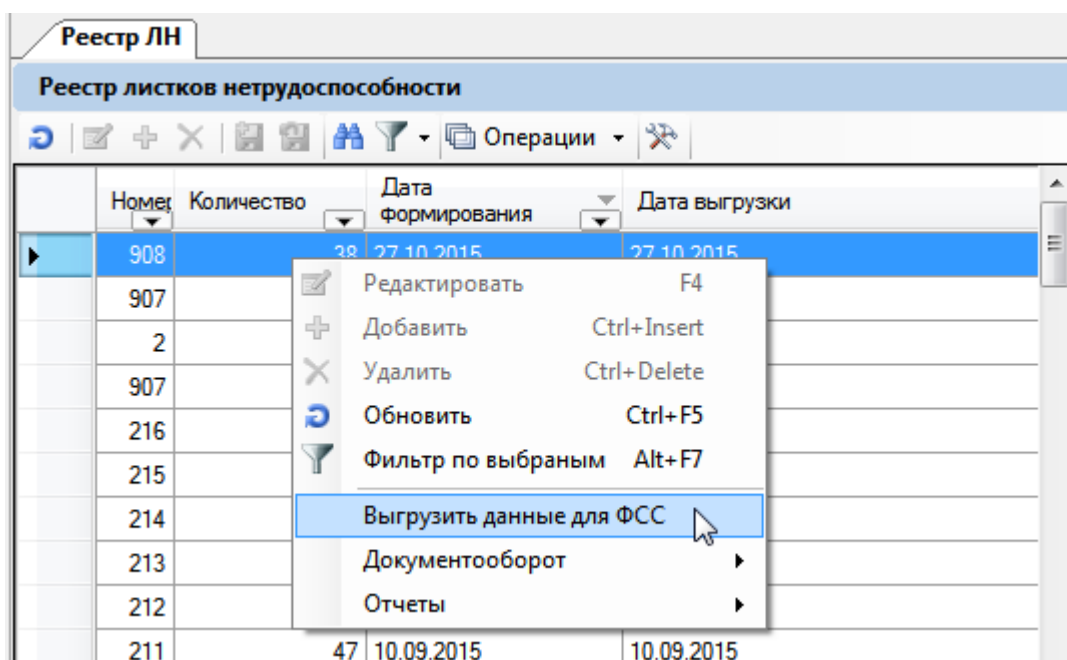 Реестр ЛН
Реестр листков нетрудоспособности
Операции
Номер Количество Дата формирования Дата выгрузки
908 38 27.10.2015 27.10.2015
Редактировать F4
907
Добавить Ctrl+Insert
2
Удалить Ctrl+Delete
907
Обновить Ctrl+F5
216
Фильтр по выбраным Alt+F7
215
Выгрузить данные для ФСС
214
Документооборот
213
Отчеты
212
211 47 10.09.2015 10.09.2015